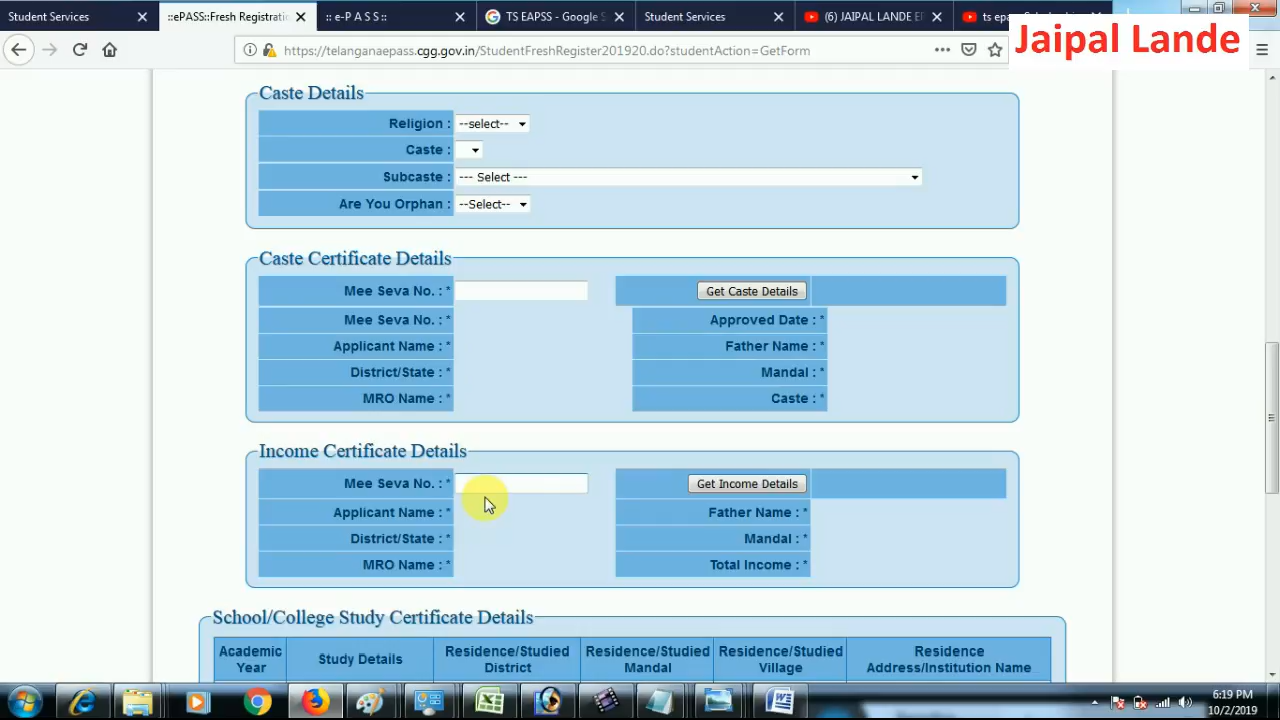 Student Services
::ePASS::Fresh Registratio
:: e-P A S S ::
TS EAPSS - Google S
Student Services
(6) JAIPAL LANDE E
ts epa
https://telanganaepass.cgg.gov.in/StudentFreshRegister201920.do?studentAction=GetForm
Jaipal Lande
Caste Details
Religion : --select--
Caste :
Subcaste : --- Select ---
Are You Orphan : --Select--
Caste Certificate Details
Mee Seva No. : * Get Caste Details
Mee Seva No. : * Approved Date : *
Applicant Name : * Father Name : *
District/State : * Mandal : *
MRO Name : * Caste : *
Income Certificate Details
Mee Seva No. : * Get Income Details
Applicant Name : * Father Name : *
District/State : * Mandal : *
MRO Name : * Total Income : *
School/College Study Certificate Details
Academic Year
Study Details
Residence/Studied District
Residence/Studied Mandal
Residence/Studied Village
Residence Address/Institution Name
6:19 PM
10/2/2019